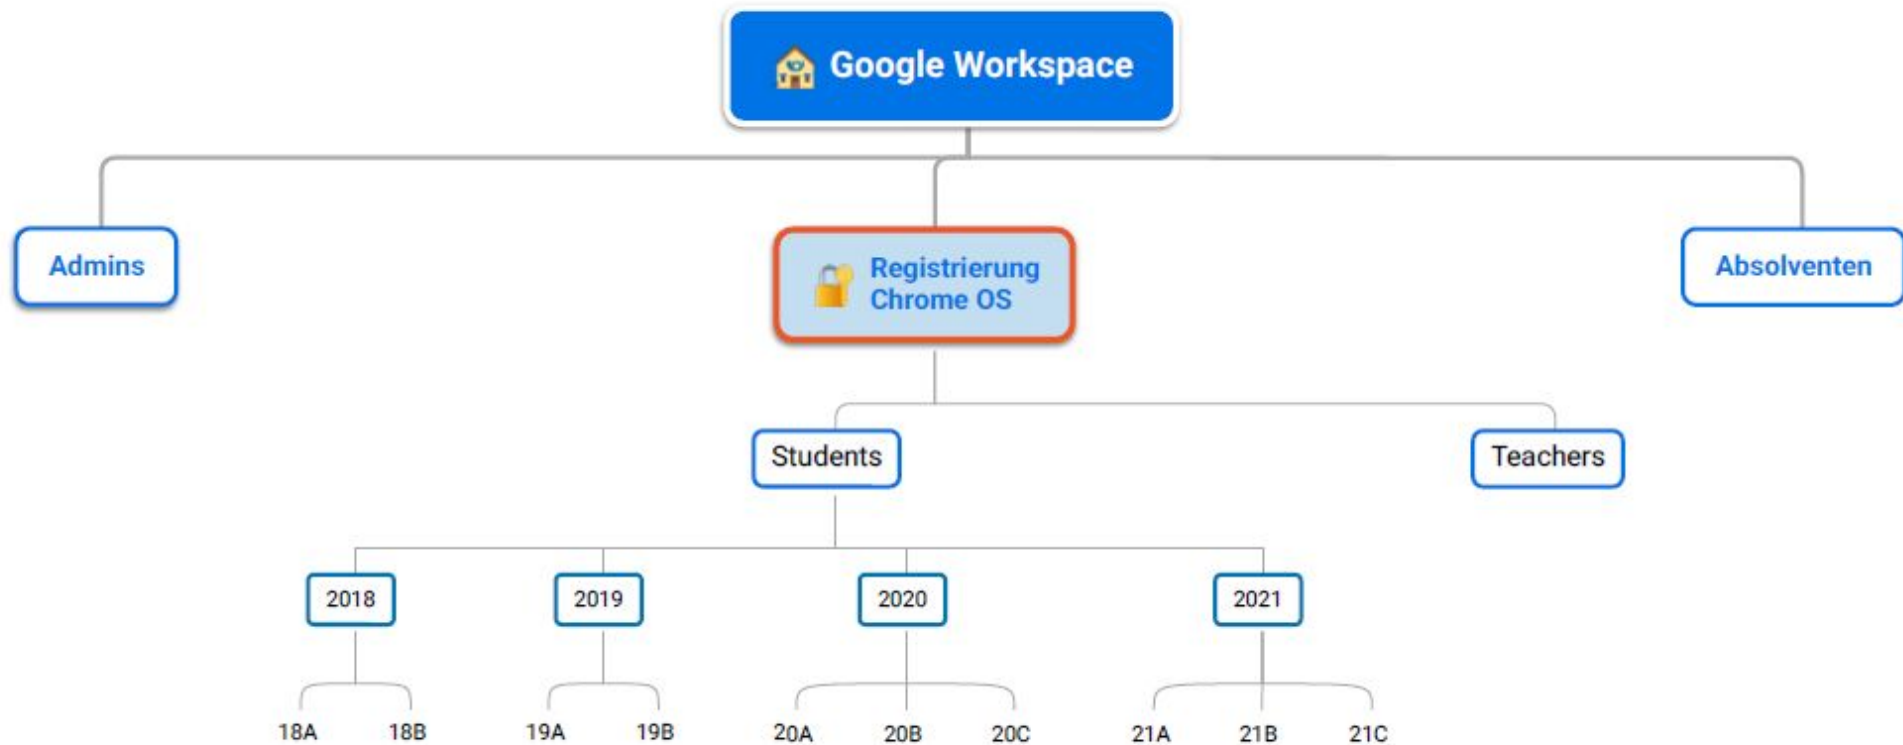 Google Workspace
Admins
Registrierung
Chrome OS
Absolventen
Students
Teachers
2018
2019
2020
2021
18A
18B
19A
19B
20A
20B
20C
21A
21B
21C